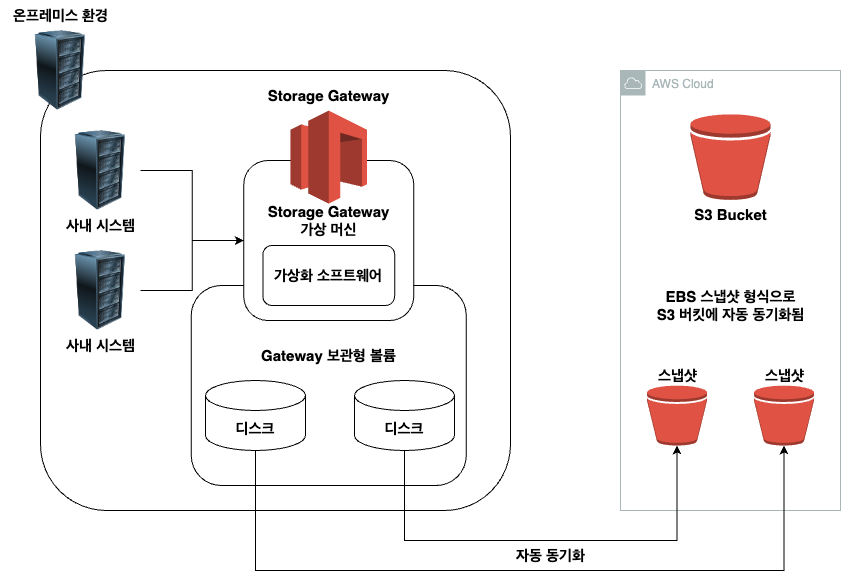 온프레미스 환경
Storage Gateway
사내 시스템
Storage Gateway
가상 머신
가상화 소프트웨어
사내 시스템
Gateway 보관형 볼륨
디스크
디스크
AWS Cloud
S3 Bucket
EBS 스냅샷 형식으로
S3 버킷에 자동 동기화됨
스냅샷
스냅샷
자동 동기화